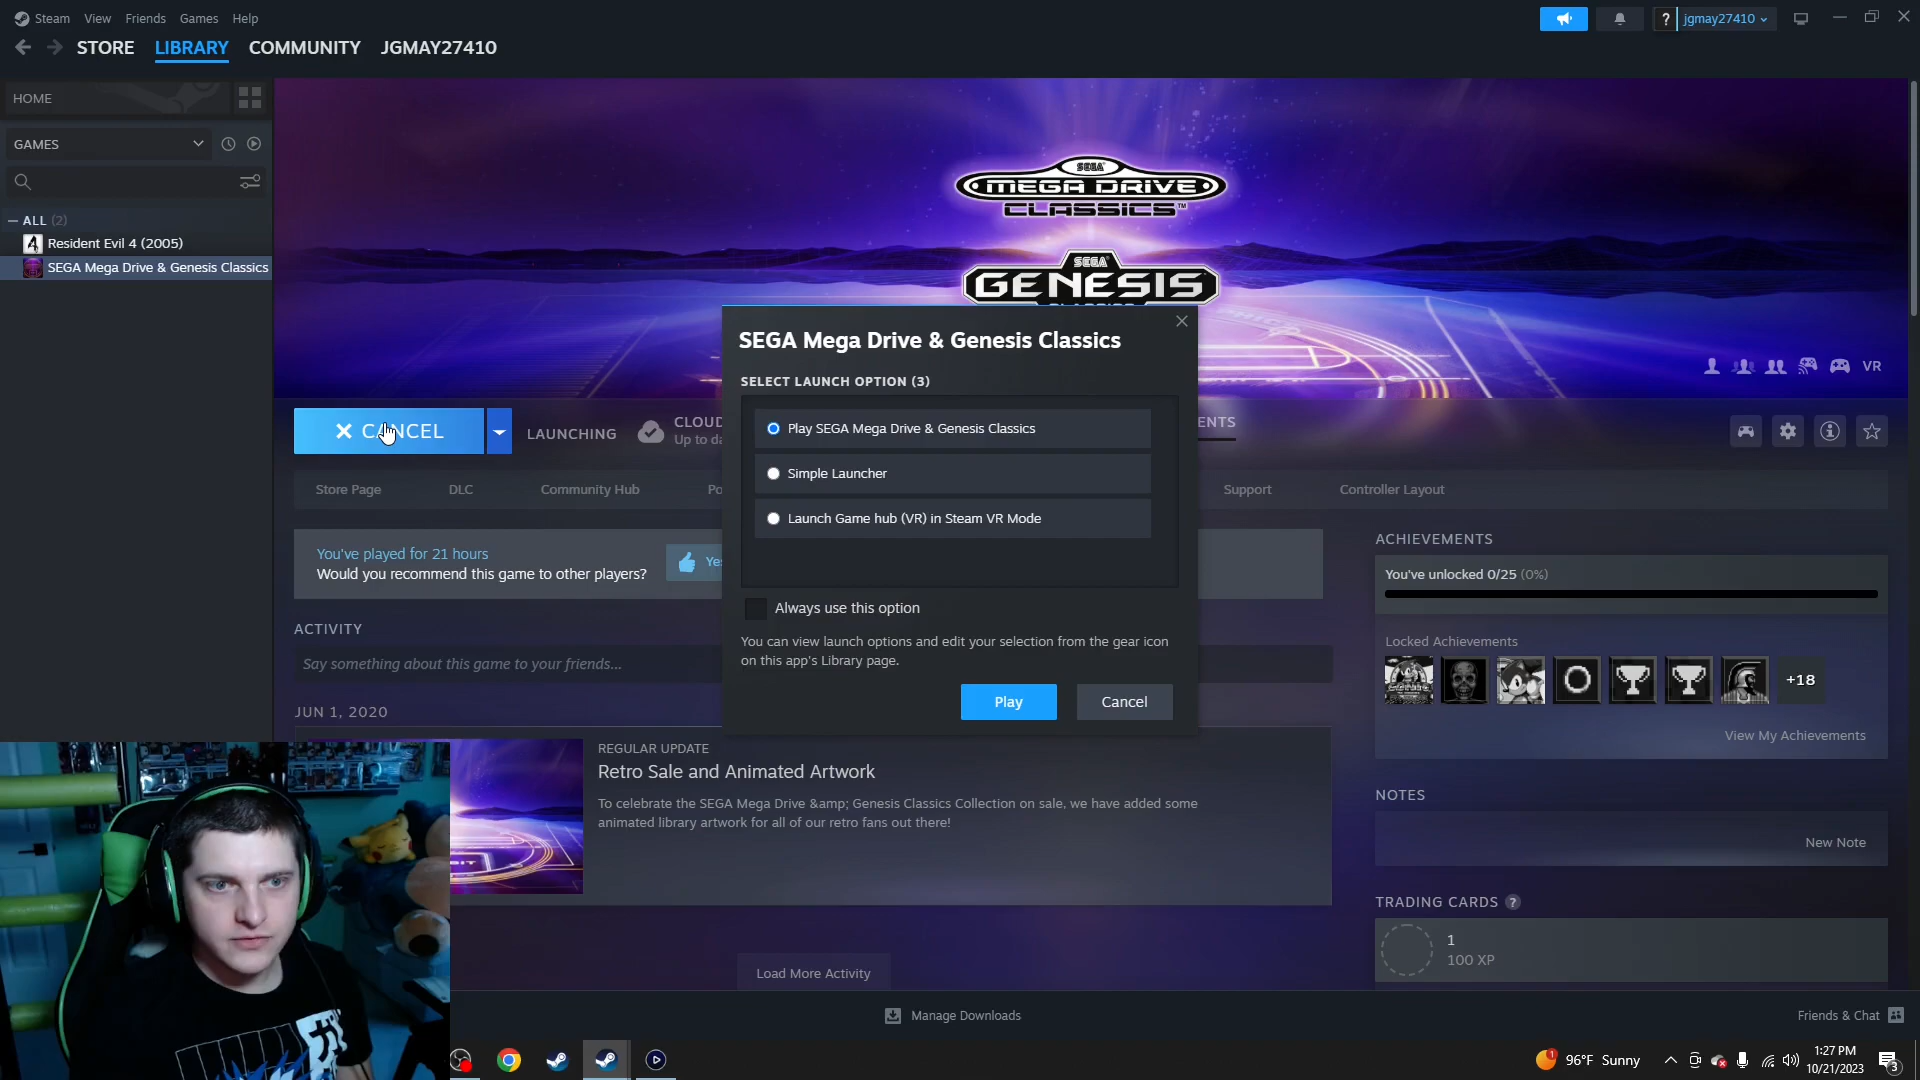 Steam View Friends Games Help
? jgmay27410
STORE LIBRARY COMMUNITY JGMAY27410
HOME
GAMES
ALL (2)
Resident Evil 4 (2005)
SEGA Mega Drive & Genesis Classics
SEGA
MEGA DRIVE
CLASSICS™
SEGA
GENESIS
VR
CANCEL
LAUNCHING
CLOUD
Up to da
ENTS
Store Page DLC Community Hub Po Support Controller Layout
SEGA Mega Drive & Genesis Classics
SELECT LAUNCH OPTION (3)
Play SEGA Mega Drive & Genesis Classics
Simple Launcher
Launch Game hub (VR) in Steam VR Mode
Always use this option
You can view launch options and edit your selection from the gear icon
on this app's Library page.
Play Cancel
You've played for 21 hours
Would you recommend this game to other players?
Yes
ACTIVITY
Say something about this game to your friends...
JUN 1, 2020
REGULAR UPDATE
Retro Sale and Animated Artwork
To celebrate the SEGA Mega Drive &amp; Genesis Classics Collection on sale, we have added some
animated library artwork for all of our retro fans out there!
Load More Activity
ACHIEVEMENTS
You've unlocked 0/25 (0%)
Locked Achievements
+18
View My Achievements
NOTES
New Note
TRADING CARDS ?
1
100 XP
Manage Downloads
Friends & Chat
1
96°F Sunny
1:27 PM
10/21/2023
3